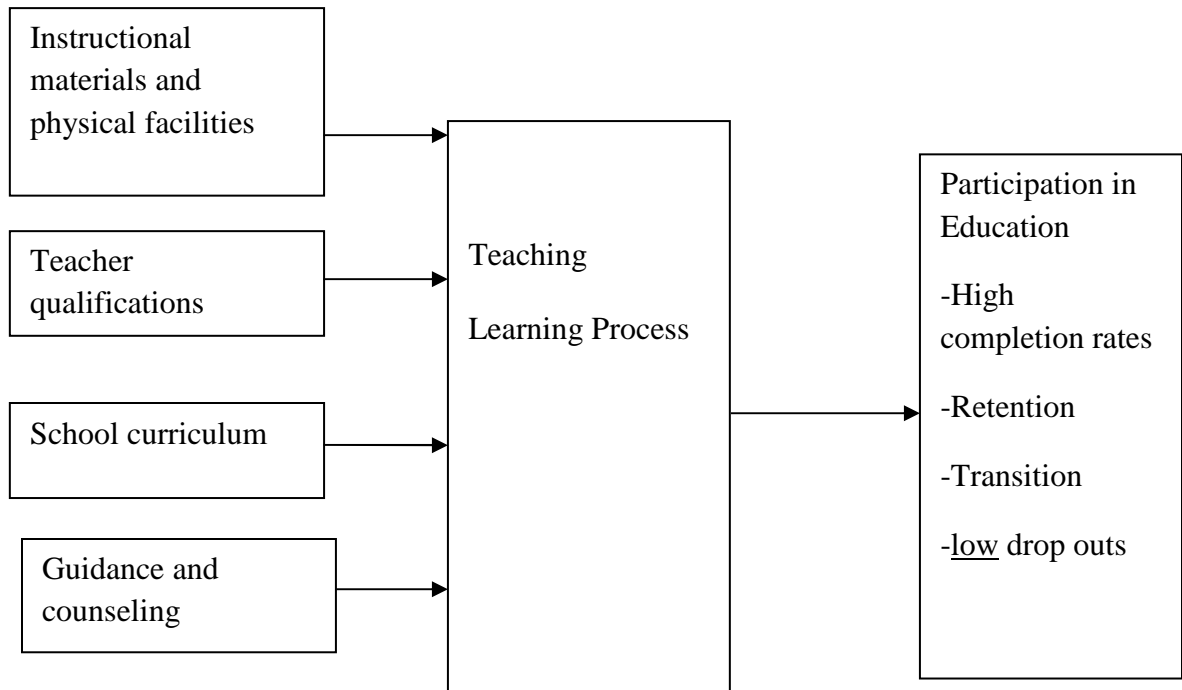 Instructional
materials and
physical facilities
Teacher
qualifications
School curriculum
Guidance and
counseling
Teaching
Learning Process
Participation in
Education
-High
completion rates
-Retention
-Transition
-low drop outs